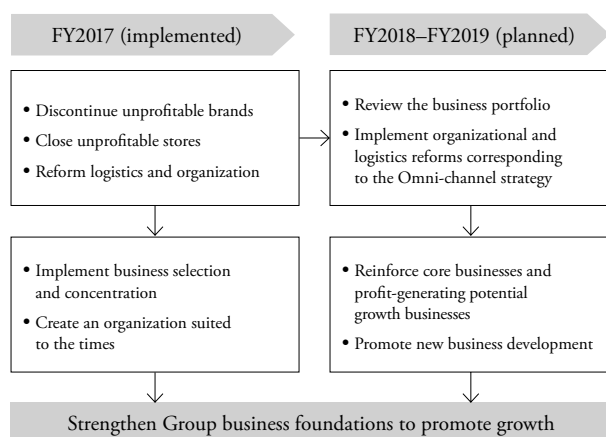 FY2017 (implemented)
FY2018–FY2019 (planned)
• Discontinue unprofitable brands
• Close unprofitable stores
• Reform logistics and organization
• Review the business portfolio
• Implement organizational and
logistics reforms corresponding
to the Omni-channel strategy
• Implement business selection
and concentration
• Create an organization suited
to the times
• Reinforce core businesses and
profit-generating potential
growth businesses
• Promote new business development
Strengthen Group business foundations to promote growth